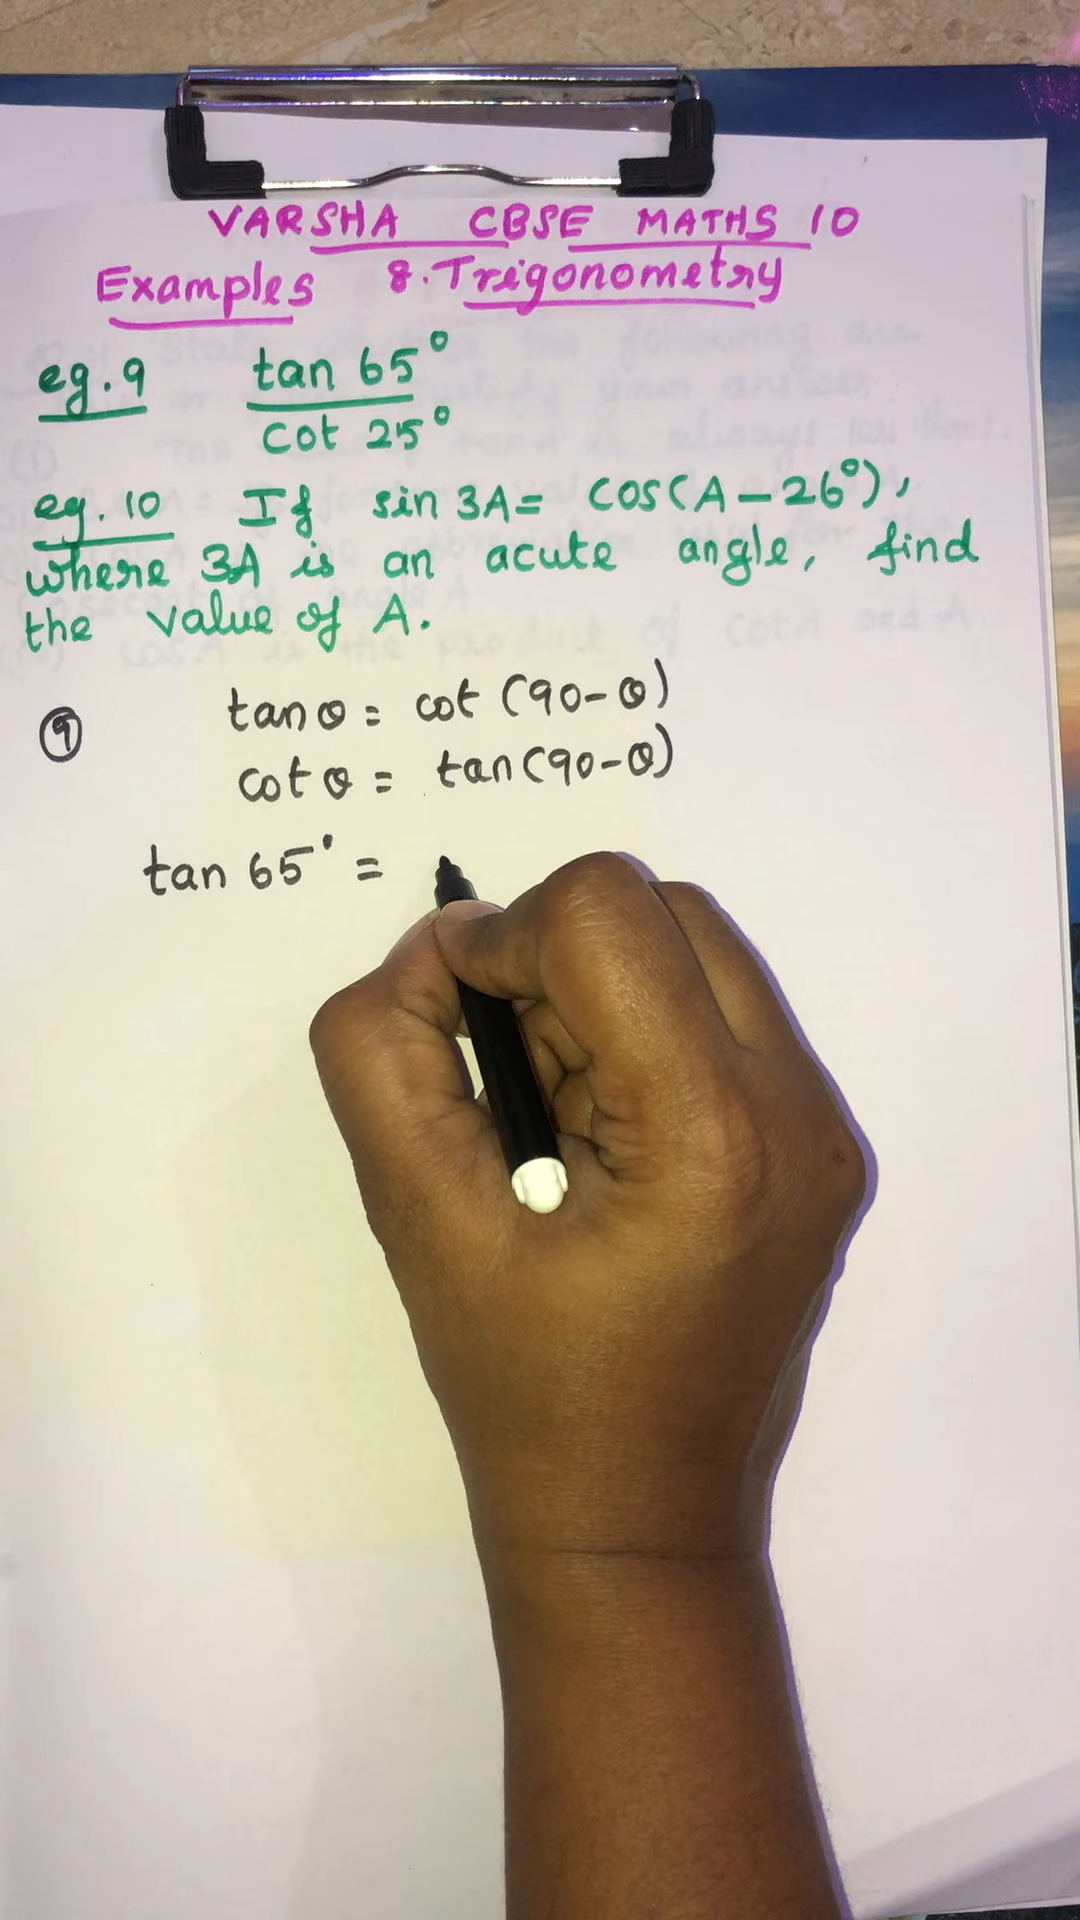 VARSHA CBSE MATHS 10
Examples 8.Trigonometry
eg.9 tan 65°
cot 25°
eg.10 If sin 3A = cos(A-26°),
where 3A is an acute angle, find
the value of A.
⑨ tan θ = cot (90-θ)
cot θ = tan(90-θ)
tan 65° =